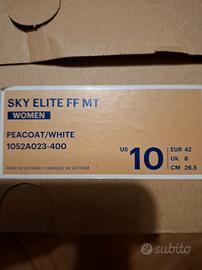 SKY ELITE FF MT
WOMEN
PEACOAT/WHITE
1052A023-400
MADE IN VIETNAM / FABRIQUE AU VIETNAM
US 10
EUR 42
UK 8
CM 26.5
subito